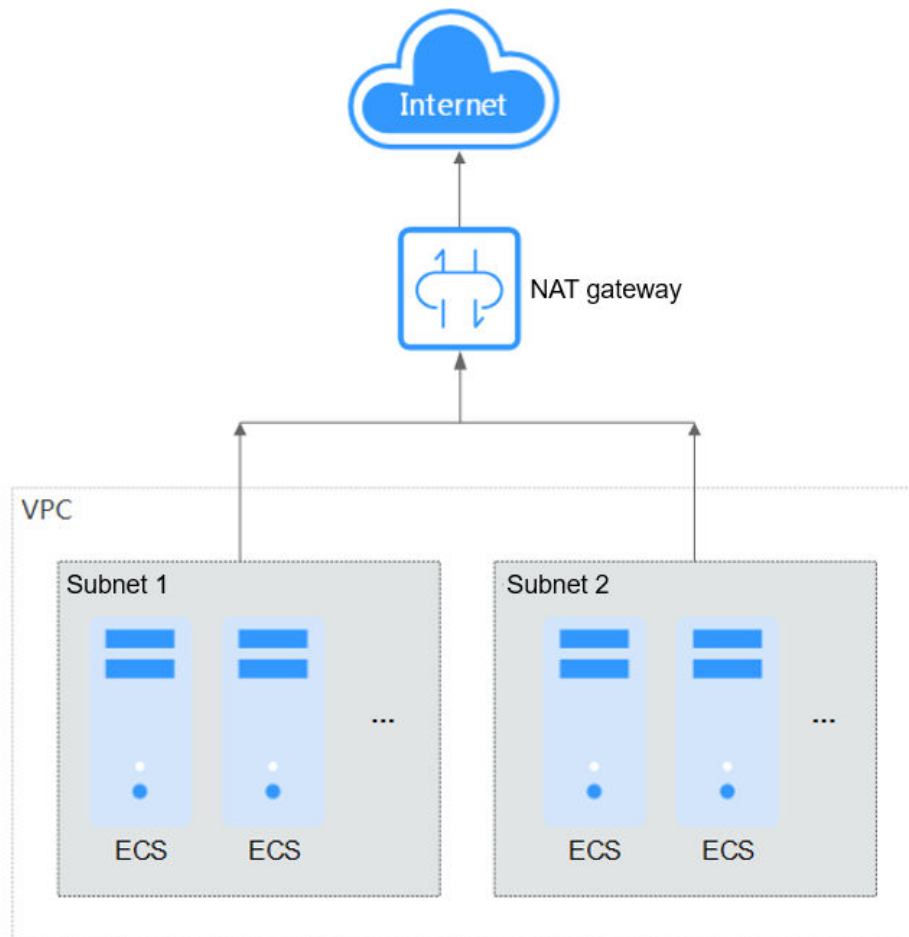 Internet
NAT gateway
VPC
Subnet 1
Subnet 2
...
...
ECS
ECS
ECS
ECS